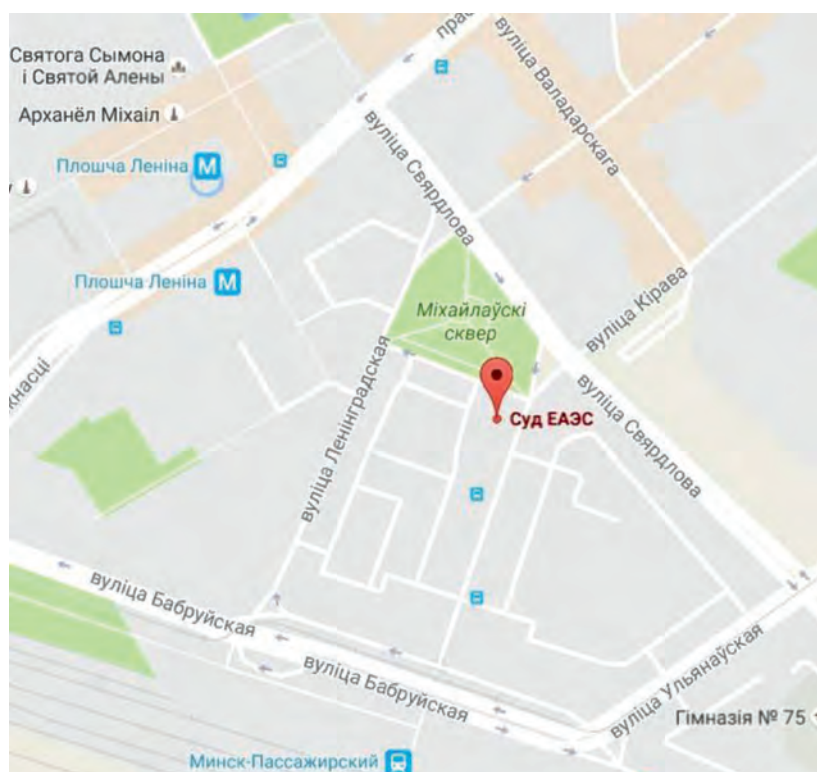 Святога Сымона
і Святой Алены
Арханёл Міхаіл
Плошча Леніна
M
вуліца Свярдлова
вуліца Валадарскага
Плошча Леніна
M
Міхайлаўскі
сквер
вуліца Кірава
вуліца Ленінградская
Суд ЕАЭС
вуліца Свярдлова
вуліца Бабруйская
вуліца Бабруйская
вуліца Ульянаўская
Гімназія № 75
Минск-Пассажирский